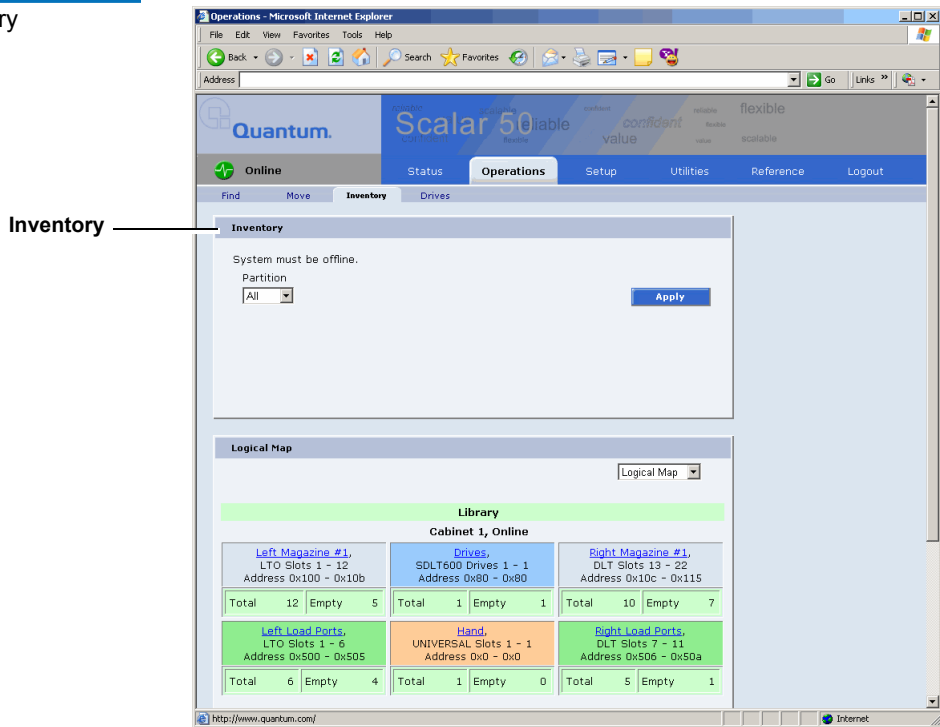 ry
Operations - Microsoft Internet Explorer
File Edit View Favorites Tools Help
Back Search Favorites
Address Go Links »
Quantum. Scalar 50
reliable
confident
value
flexible
scalable
Online Status Operations Setup Utilities Reference Logout
Find Move Inventory Drives
Inventory
Inventory
System must be offline.
Partition
All Apply
Logical Map
Logical Map
Library
Cabinet 1, Online
Left Magazine #1,
LTO Slots 1 - 12
Address 0x100 - 0x10b
Drives,
SDLT600 Drives 1 - 1
Address 0x80 - 0x80
Right Magazine #1,
DLT Slots 13 - 22
Address 0x10c - 0x115
Total 12 Empty 5 Total 1 Empty 1 Total 10 Empty 7
Left Load Ports,
LTO Slots 1 - 6
Address 0x500 - 0x505
Hand,
UNIVERSAL Slots 1 - 1
Address 0x0 - 0x0
Right Load Ports,
DLT Slots 7 - 11
Address 0x506 - 0x50a
Total 6 Empty 4 Total 1 Empty 0 Total 5 Empty 1
http://www.quantum.com/ Internet